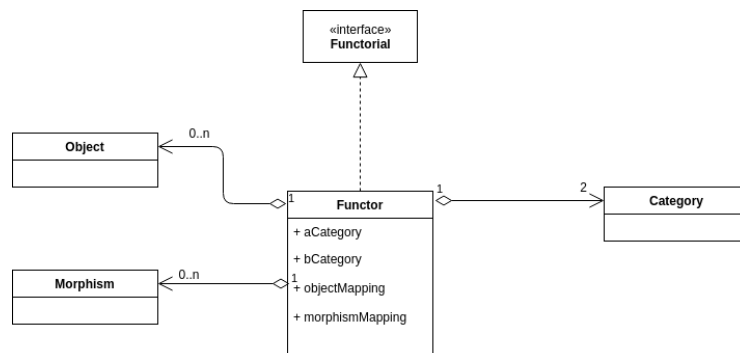 «interface»
Functorial
0..n
Object
1
Functor
1
2
Category
+ aCategory
+ bCategory
0..n
Morphism
1
+ objectMapping
+ morphismMapping